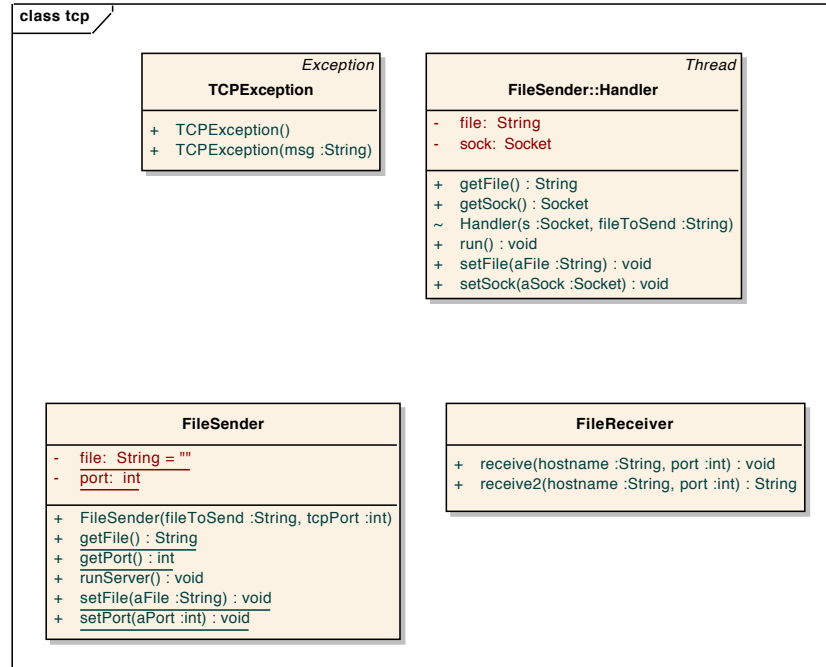 class tcp
Exception
TCPException
+ TCPException()
+ TCPException(msg :String)
Thread
FileSender::Handler
- file: String
- sock: Socket
+ getFile() : String
+ getSock() : Socket
~ Handler(s :Socket, fileToSend :String)
+ run() : void
+ setFile(aFile :String) : void
+ setSock(aSock :Socket) : void
FileSender
- file: String = ""
- port: int
+ FileSender(fileToSend :String, tcpPort :int)
+ getFile() : String
+ getPort() : int
+ runServer() : void
+ setFile(aFile :String) : void
+ setPort(aPort :int) : void
FileReceiver
+ receive(hostname :String, port :int) : void
+ receive2(hostname :String, port :int) : String